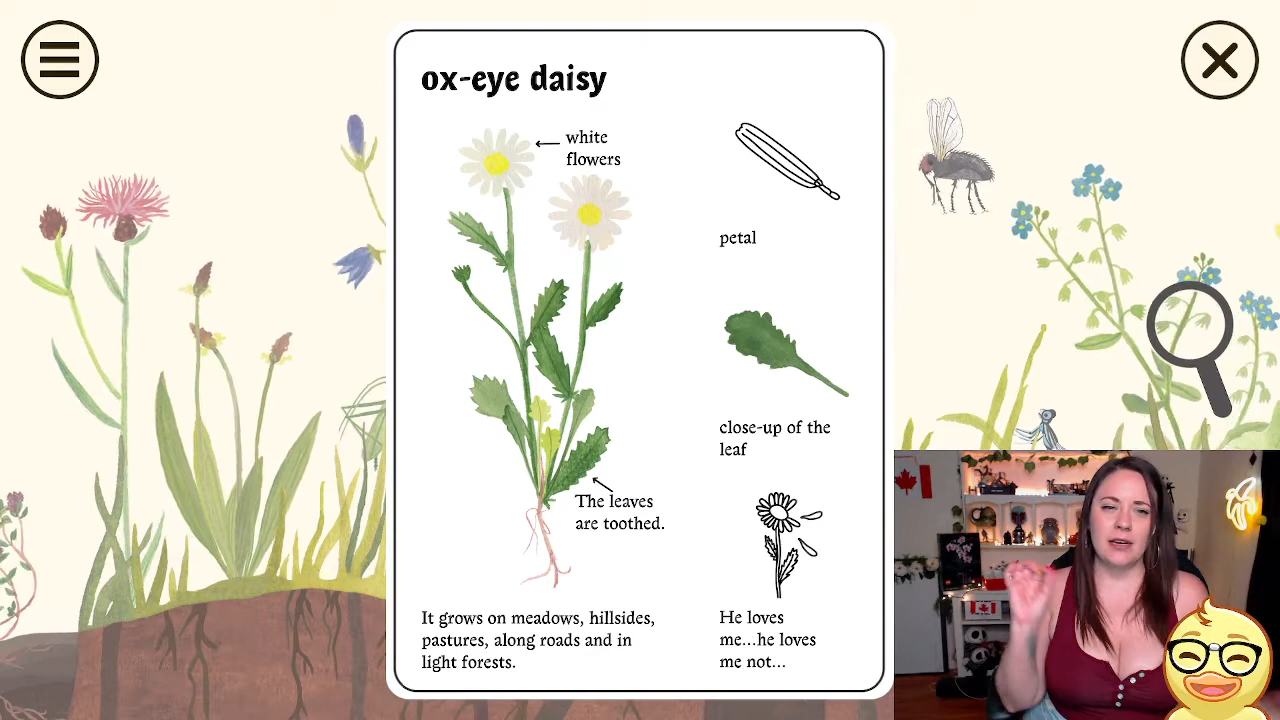 ox-eye daisy
white
flowers
petal
close-up of the
leaf
The leaves
are toothed.
It grows on meadows, hillsides,
pastures, along roads and in
light forests.
He loves
me...he loves
me not...